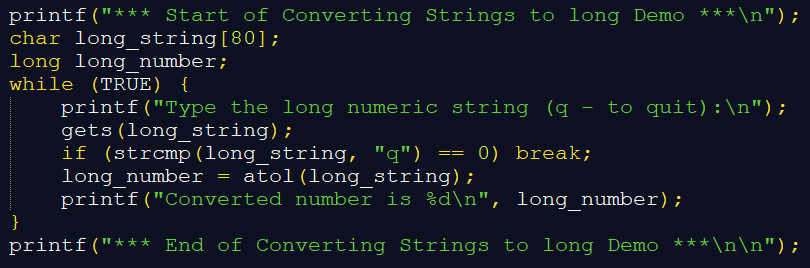 printf("*** Start of Converting Strings to long Demo ***\n");
char long_string[80];
long long_number;
while (TRUE) {
    printf("Type the long numeric string (q - to quit):\n");
    gets(long_string);
    if (strcmp(long_string, "q") == 0) break;
    long_number = atol(long_string);
    printf("Converted number is %d\n", long_number);
}
printf("*** End of Converting Strings to long Demo ***\n\n");